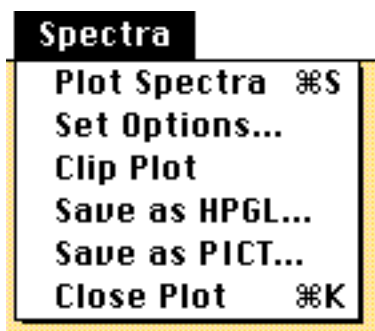 Spectra
Plot Spectra ⌘S
Set Options...
Clip Plot
Save as HPGL...
Save as PICT...
Close Plot ⌘K